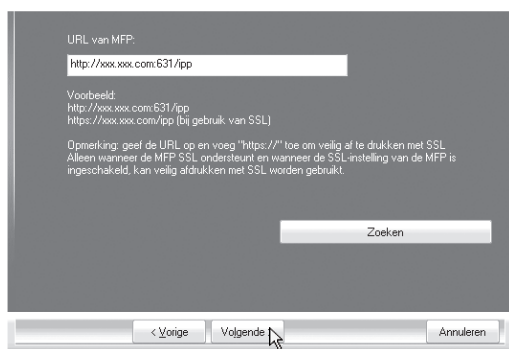 URL van MFP:
http://xxx.xxx.com:631/ipp
Voorbeeld:
http://xxx.xxx.com:631/ipp
https://xxx.xxx.com/ipp (bij gebruik van SSL)
Opmerking: geef de URL op en voeg "https://" toe om veilig af te drukken met SSL
Alleen wanneer de MFP SSL ondersteunt en wanneer de SSL-instelling van de MFP is
ingeschakeld, kan veilig afdrukken met SSL worden gebruikt.
Zoeken
< Vorige Volgende > Annuleren